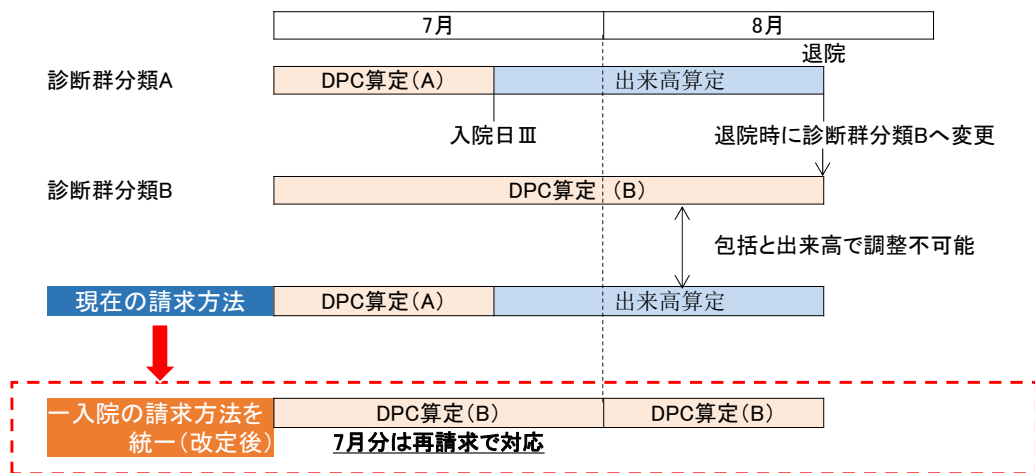 7月 8月
退院
診断群分類A DPC算定(A) 出来高算定
入院日Ⅲ 退院時に診断群分類Bへ変更
診断群分類B DPC算定 (B)
包括と出来高で調整不可能
現在の請求方法 DPC算定(A) 出来高算定
一入院の請求方法を DPC算定(B) DPC算定(B)
統一(改定後) 7月分は再請求で対応